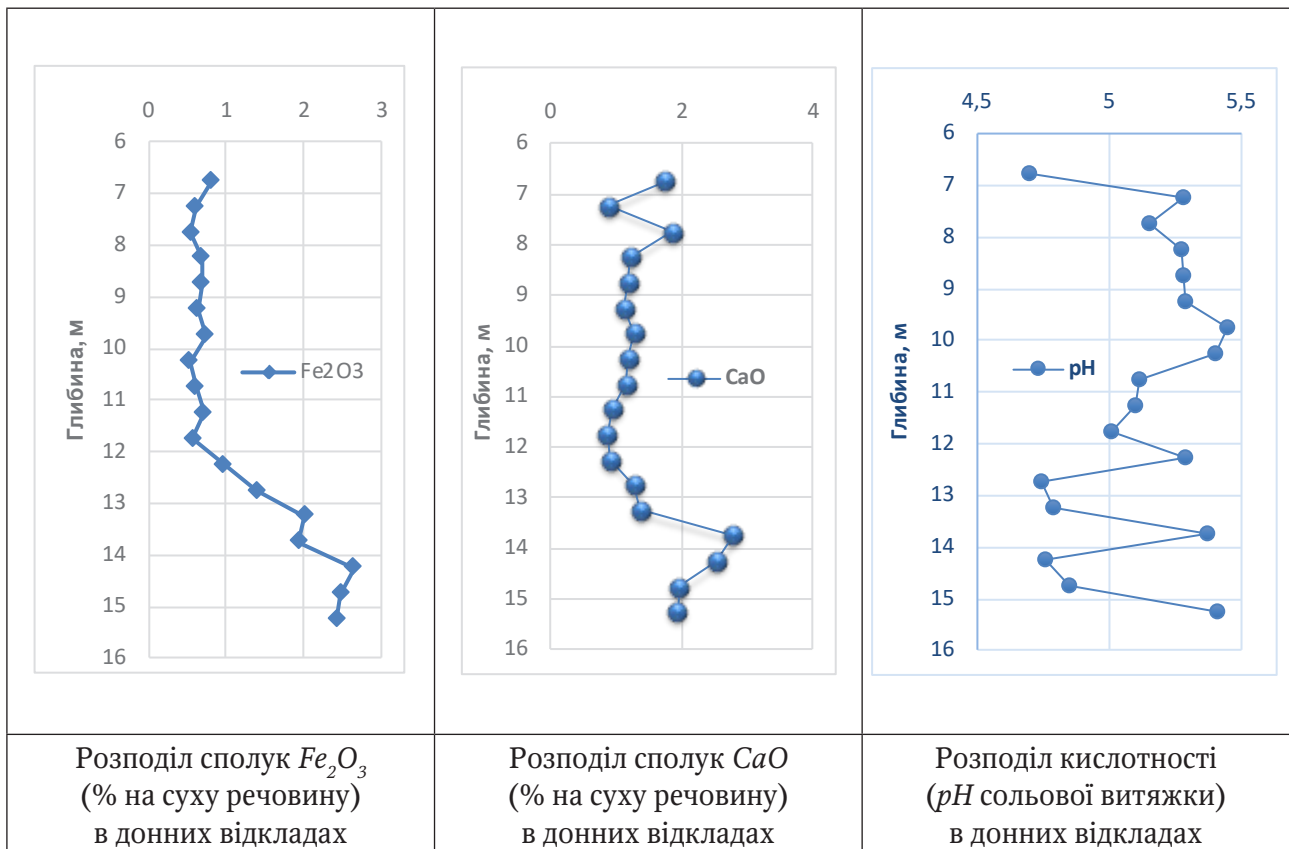 0 1 2 3
6
7
8
9
10
11
12
13
14
15
16
Глибина, м
Fe2O3
0 2 4
6
7
8
9
10
11
12
13
14
15
16
Глибина, м
CaO
4,5 5 5,5
6
7
8
9
10
11
12
13
14
15
16
Глибина, м
pH
Розподіл сполук Fe₂O₃
(% на суху речовину)
в донних відкладах
Розподіл сполук CaO
(% на суху речовину)
в донних відкладах
Розподіл кислотності
(pH сольової витяжки)
в донних відкладах